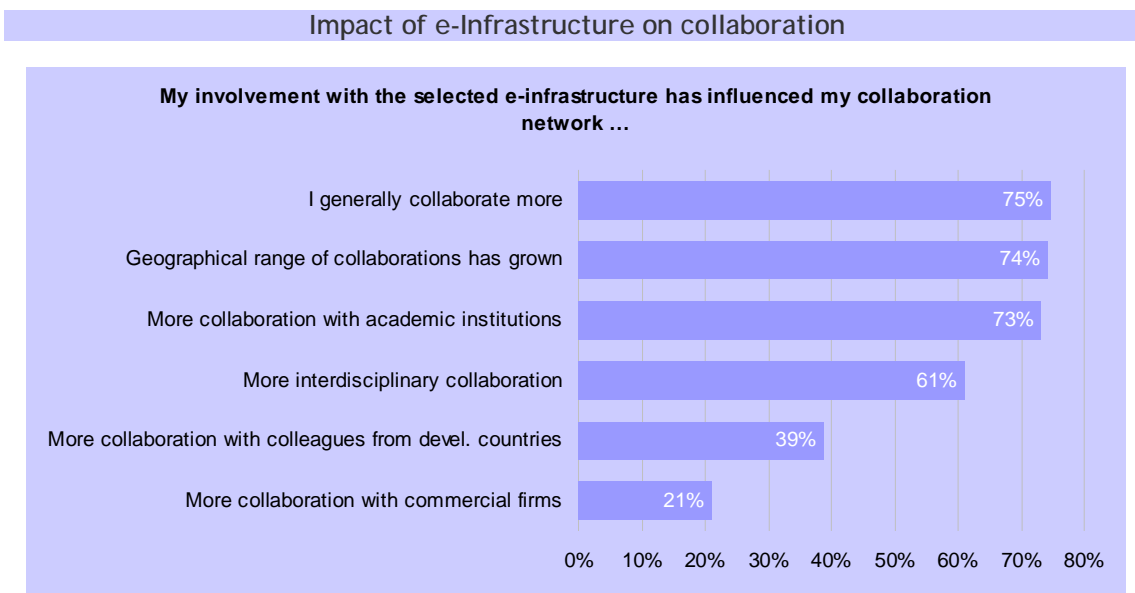 Impact of e-Infrastructure on collaboration
My involvement with the selected e-infrastructure has influenced my collaboration
network …
I generally collaborate more 75%
Geographical range of collaborations has grown 74%
More collaboration with academic institutions 73%
More interdisciplinary collaboration 61%
More collaboration with colleagues from devel. countries 39%
More collaboration with commercial firms 21%
0% 10% 20% 30% 40% 50% 60% 70% 80%